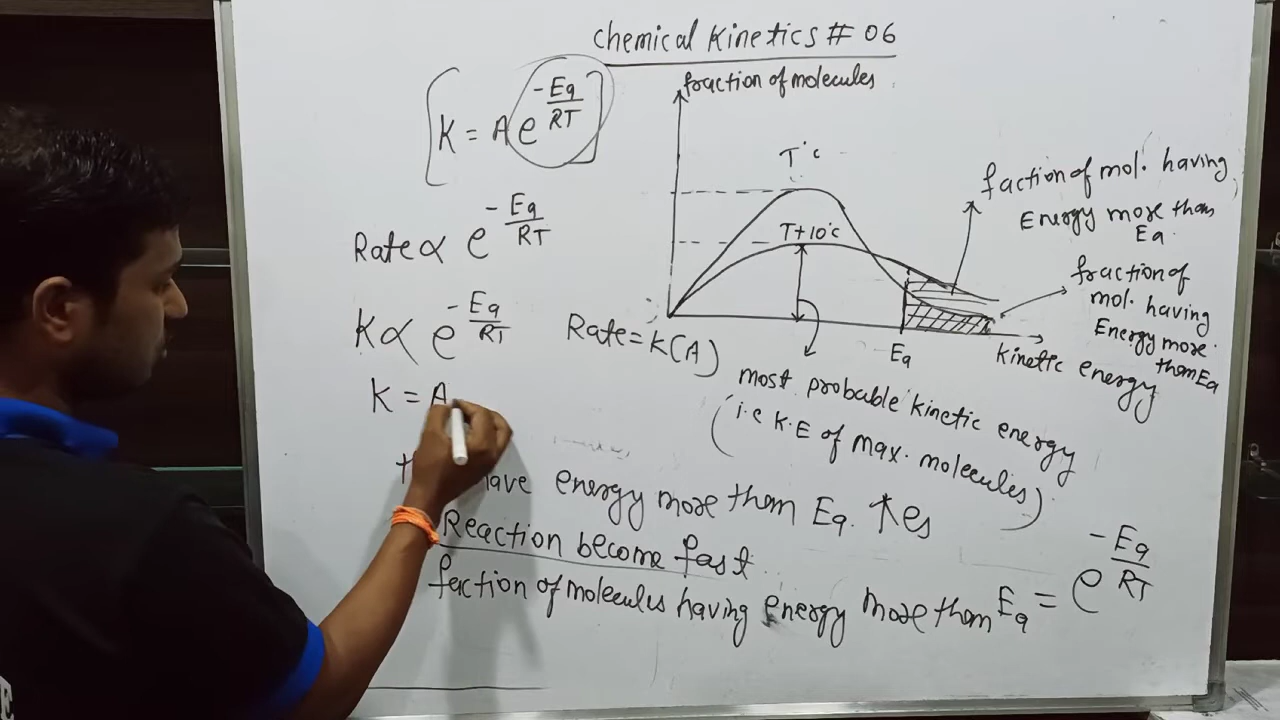 Chemical Kinetics # 06
K = A e^(-Ea/RT)
Rate ∝ e^(-Ea/RT)
K ∝ e^(-Ea/RT)
K = A
Rate = K(A)
fraction of molecules
T°c
T+10°c
Ea
Kinetic energy
faction of mol. having
Energy more than
Ea
fraction of
mol. having
Energy more
than Ea
most probable kinetic energy
(i.e K.E of max. molecules)
have energy more than Ea. ↑es
Reaction become fast
faction of molecules having energy more than Ea = e^(-Ea/RT)